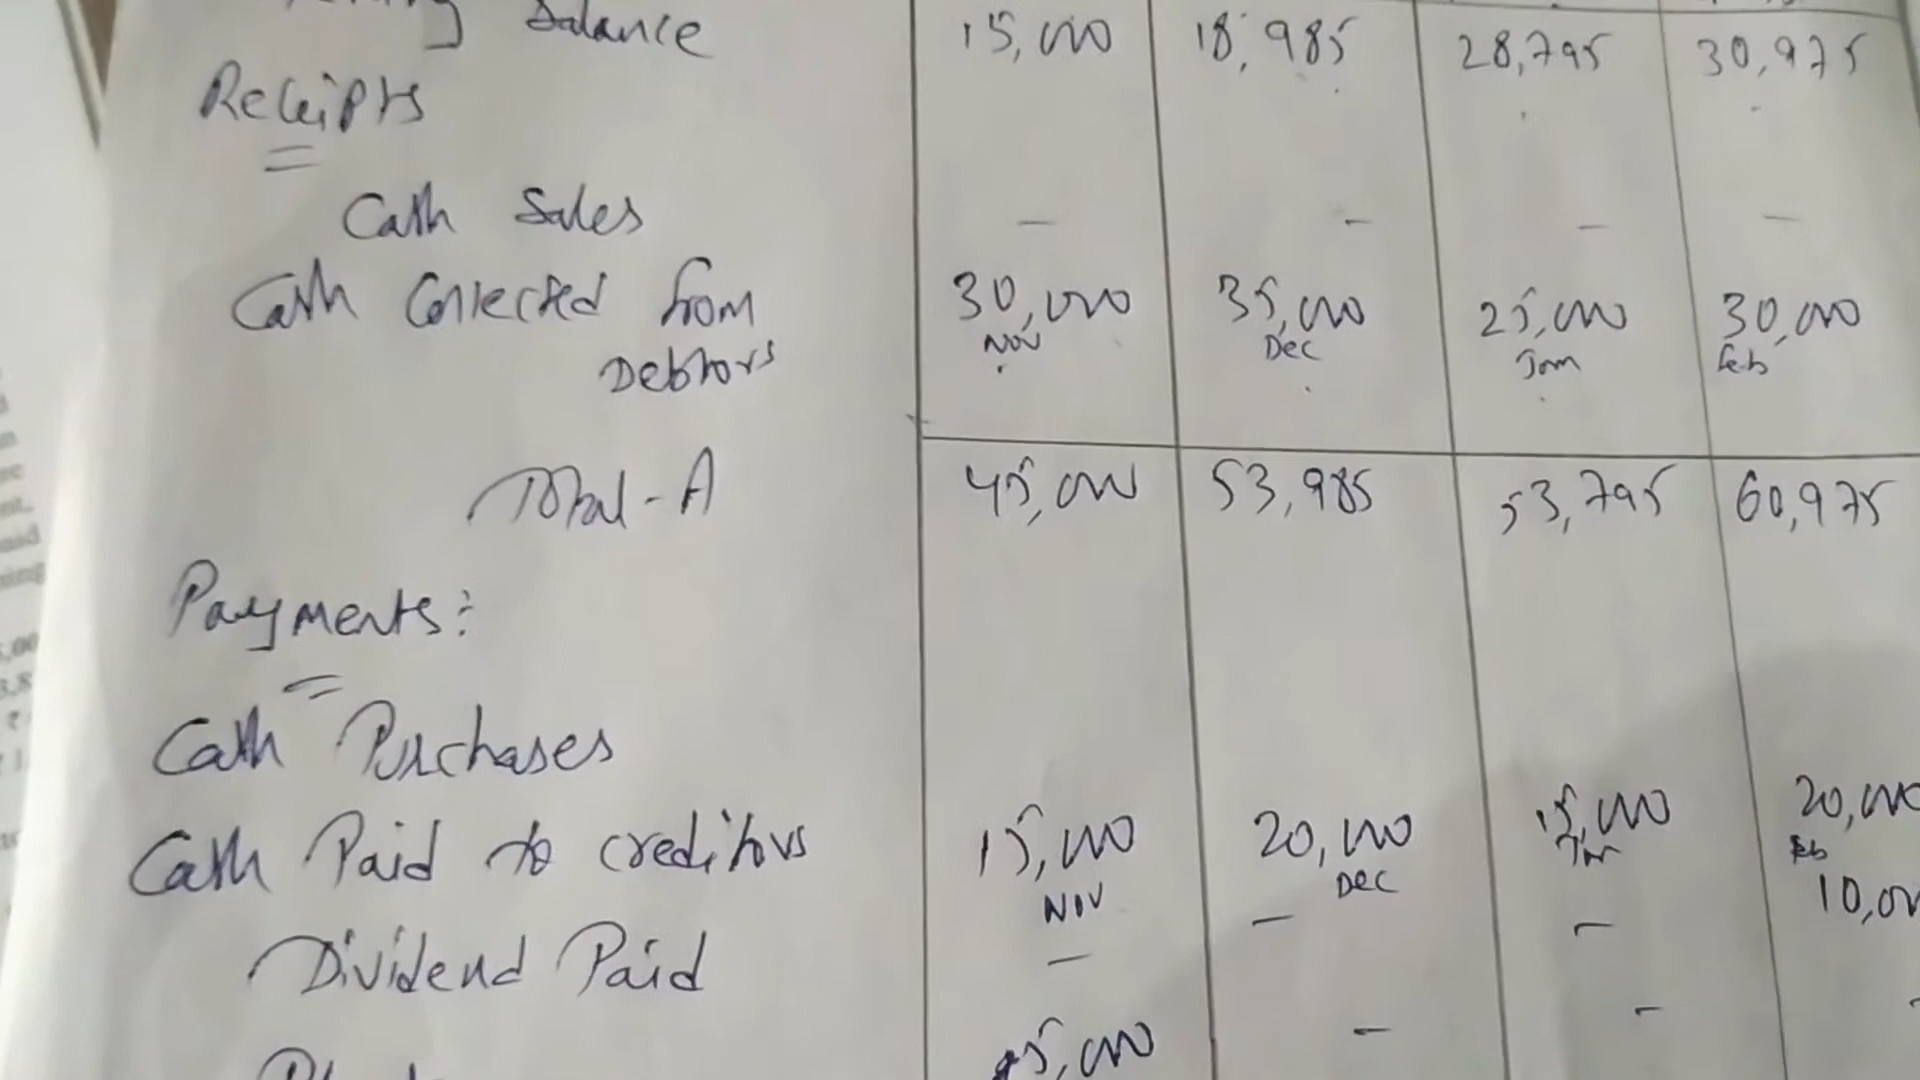 Balance 15,000 18,985 28,795 30,975
Receipts
Cash Sales - - - -
Cash Collected from 30,000 35,000 25,000 30,000
Debtors Nov Dec Jan Feb
Total - A 45,000 53,985 53,795 60,975
Payments:
Cash Purchases
Cash Paid to creditors 15,000 20,000 15,000 20,000
Nov Dec Jan Feb
Dividend Paid - - - 10,00
5,000 - -